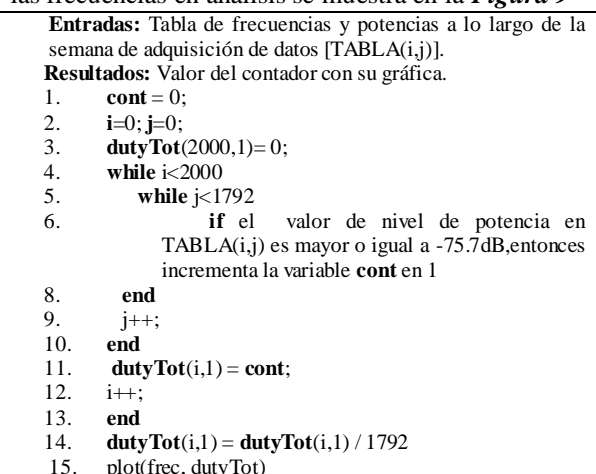 las frecuencias en análisis se muestra en la Figura 9
Entradas: Tabla de frecuencias y potencias a lo largo de la
semana de adquisición de datos [TABLA(i,j)].
Resultados: Valor del contador con su gráfica.
1. cont = 0;
2. i=0; j=0;
3. dutyTot(2000,1)= 0;
4. while i<2000
5. while j<1792
6. if el valor de nivel de potencia en
TABLA(i,j) es mayor o igual a -75.7dB,entonces
incrementa la variable cont en 1
8. end
9. j++;
10. end
11. dutyTot(i,1) = cont;
12. i++;
13. end
14. dutyTot(i,1) = dutyTot(i,1) / 1792
15. plot(frec, dutyTot)